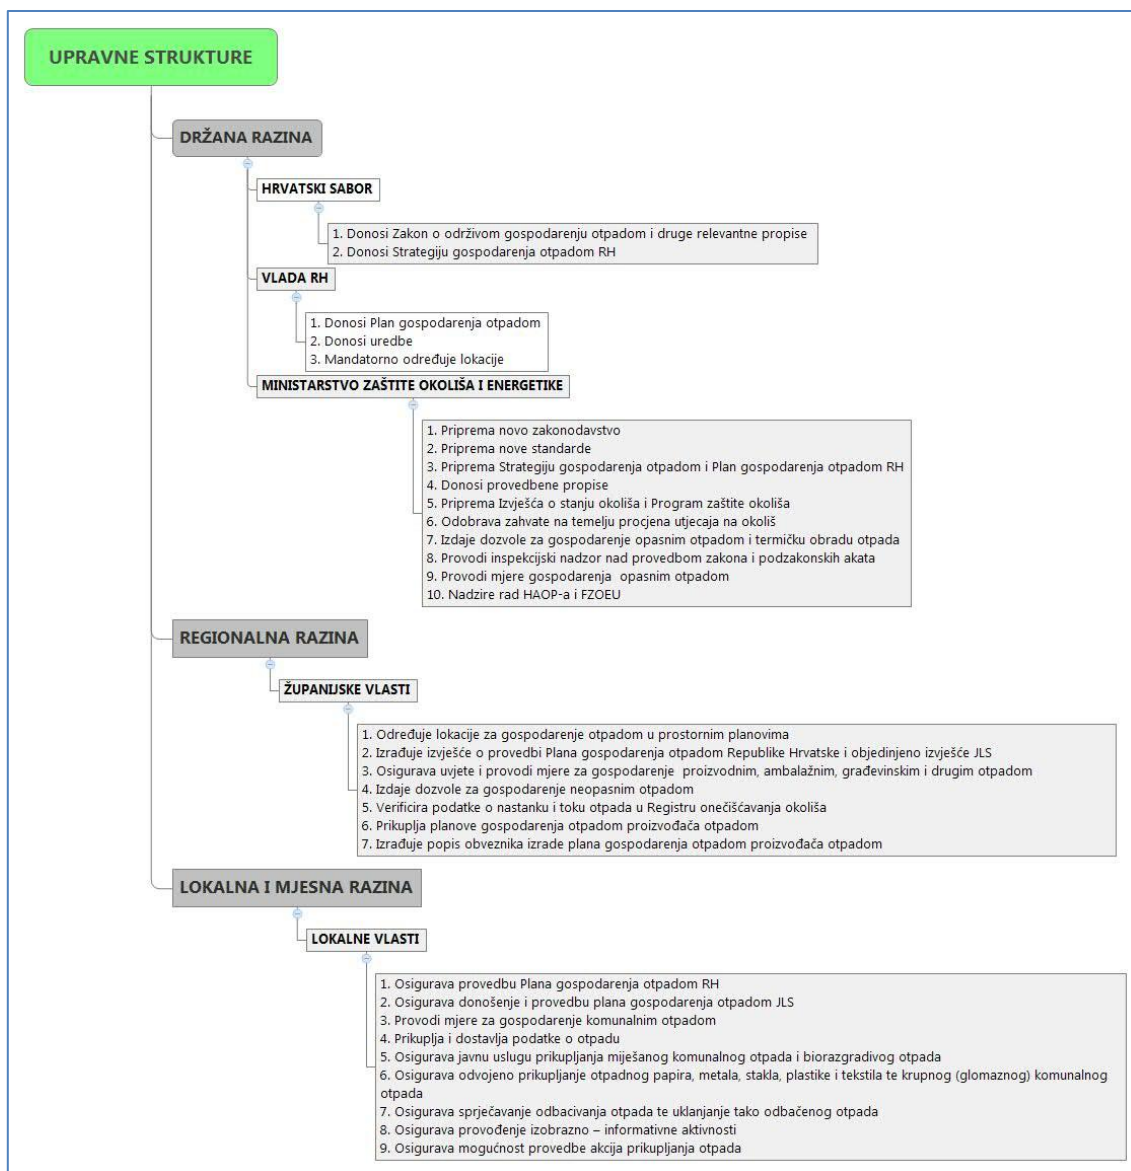 UPRAVNE STRUKTURE
DRŽANA RAZINA
HRVATSKI SABOR
1. Donosi Zakon o održivom gospodarenju otpadom i druge relevantne propise
2. Donosi Strategiju gospodarenja otpadom RH
VLADA RH
1. Donosi Plan gospodarenja otpadom
2. Donosi uredbe
3. Mandatorno određuje lokacije
MINISTARSTVO ZAŠTITE OKOLIŠA I ENERGETIKE
1. Priprema novo zakonodavstvo
2. Priprema nove standarde
3. Priprema Strategiju gospodarenja otpadom i Plan gospodarenja otpadom RH
4. Donosi provedbene propise
5. Priprema Izvješća o stanju okoliša i Program zaštite okoliša
6. Odobrava zahvate na temelju procjena utjecaja na okoliš
7. Izdaje dozvole za gospodarenje opasnim otpadom i termičku obradu otpada
8. Provodi inspekcijski nadzor nad provedbom zakona i podzakonskih akata
9. Provodi mjere gospodarenja  opasnim otpadom
10. Nadzire rad HAOP-a i FZOEU
REGIONALNA RAZINA
ŽUPANIJSKE VLASTI
1. Određuje lokacije za gospodarenje otpadom u prostornim planovima
2. Izrađuje izvješće o provedbi Plana gospodarenja otpadom Republike Hrvatske i objedinjeno izvješće JLS
3. Osigurava uvjete i provodi mjere za gospodarenje  proizvodnim, ambalažnim, građevinskim i drugim otpadom
4. Izdaje dozvole za gospodarenje neopasnim otpadom
5. Verificira podatke o nastanku i toku otpada u Registru onečišćavanja okoliša
6. Prikuplja planove gospodarenja otpadom proizvođača otpadom
7. Izrađuje popis obveznika izrade plana gospodarenja otpadom proizvođača otpadom
LOKALNA I MJESNA RAZINA
LOKALNE VLASTI
1. Osigurava provedbu Plana gospodarenja otpadom RH
2. Osigurava donošenje i provedbu plana gospodarenja otpadom JLS
3. Provodi mjere za gospodarenje komunalnim otpadom
4. Prikuplja i dostavlja podatke o otpadu
5. Osigurava javnu uslugu prikupljanja miješanog komunalnog otpada i biorazgradivog otpada
6. Osigurava odvojeno prikupljanje otpadnog papira, metala, stakla, plastike i tekstila te krupnog (glomaznog) komunalnog
otpada
7. Osigurava sprječavanje odbacivanja otpada te uklanjanje tako odbačenog otpada
8. Osigurava provođenje izobrazno – informativne aktivnosti
9. Osigurava mogućnost provedbe akcija prikupljanja otpada